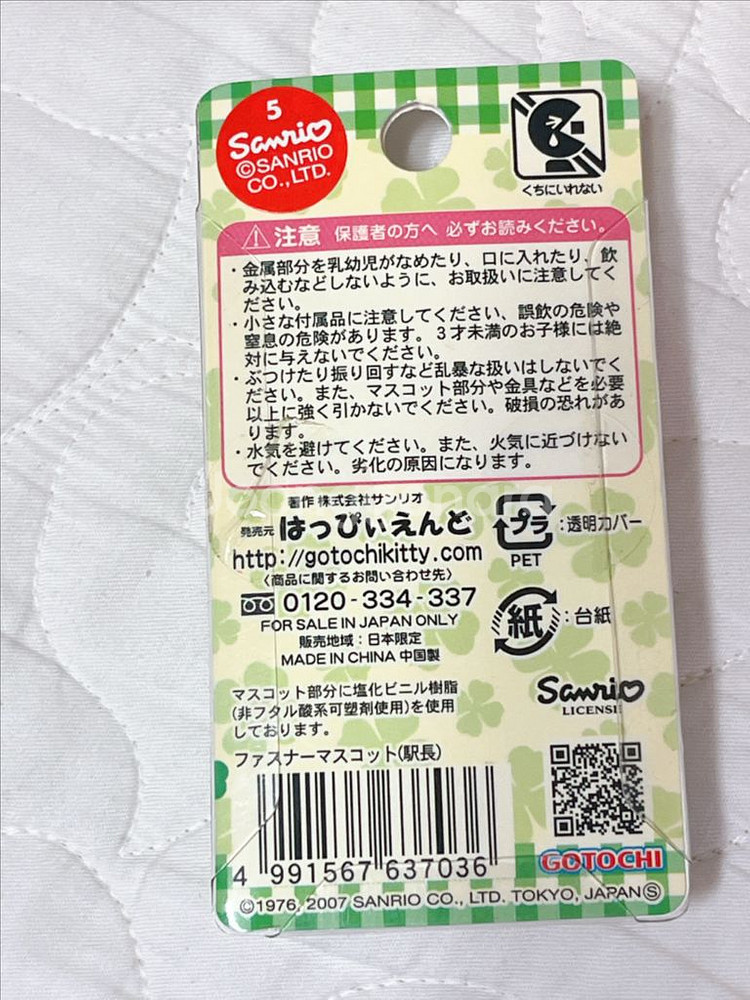 5
Sanrio
©SANRIO
CO.,LTD.
くちにいれない
注意 保護者の方へ 必ずお読みください。
・金属部分を乳幼児がなめたり、口に入れたり、飲
み込むなどしないように、お取扱いに注意してく
ださい。
・小さな付属品に注意してください、誤飲の危険や
窒息の危険があります。3才未満のお子様には絶
対に与えないでください。
・ぶつけたり振り回すなど乱暴な扱いはしないでく
ださい。また、マスコット部分や金具などを必要
以上に強く引かないでください。破損の恐れがあ
ります。
・水気を避けてください。また、火気に近づけない
でください。劣化の原因になります。
著作 株式会社サンリオ
発売元 はっぴぃえんど
http://gotochikitty.com
〈商品に関するお問い合わせ先〉
0120-334-337
FOR SALE IN JAPAN ONLY
販売地域：日本限定
MADE IN CHINA 中国製
プラ：透明カバー
PET
紙：台紙
マスコット部分に塩化ビニル樹脂
(非フタル酸系可塑剤使用)を使用
しております。
Sanrio
LICENSE
ファスナーマスコット(駅長)
4 991567 637036
GOTOCHI
©1976, 2007 SANRIO CO., LTD. TOKYO, JAPAN Ⓢ